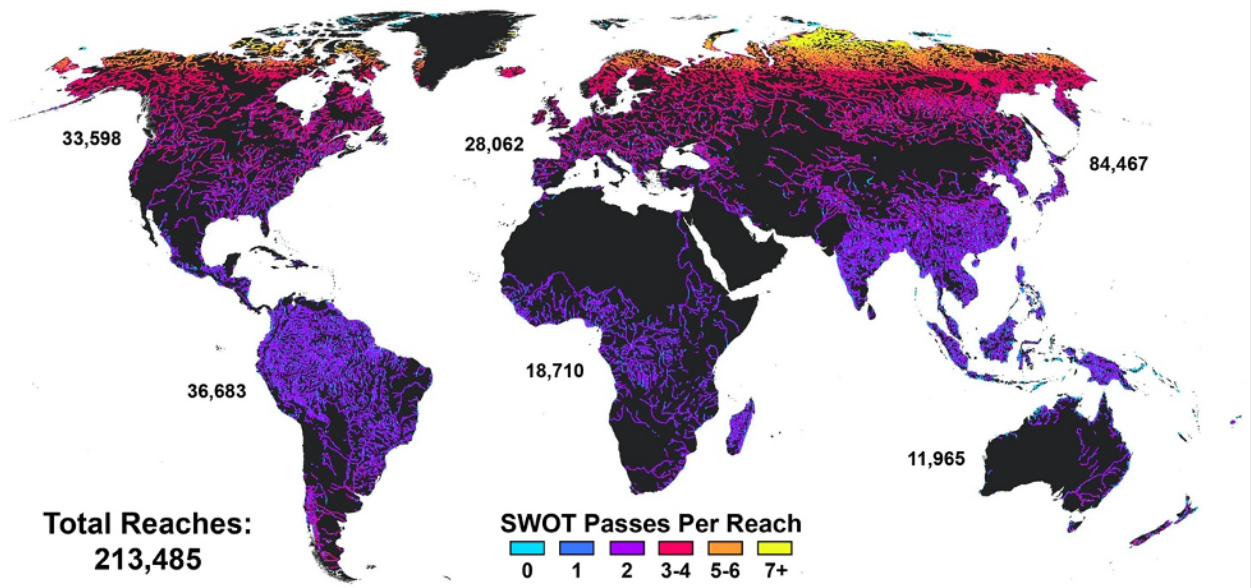 33,598
28,062
84,467
36,683
18,710
11,965
Total Reaches:
213,485
SWOT Passes Per Reach
0 1 2 3-4 5-6 7+